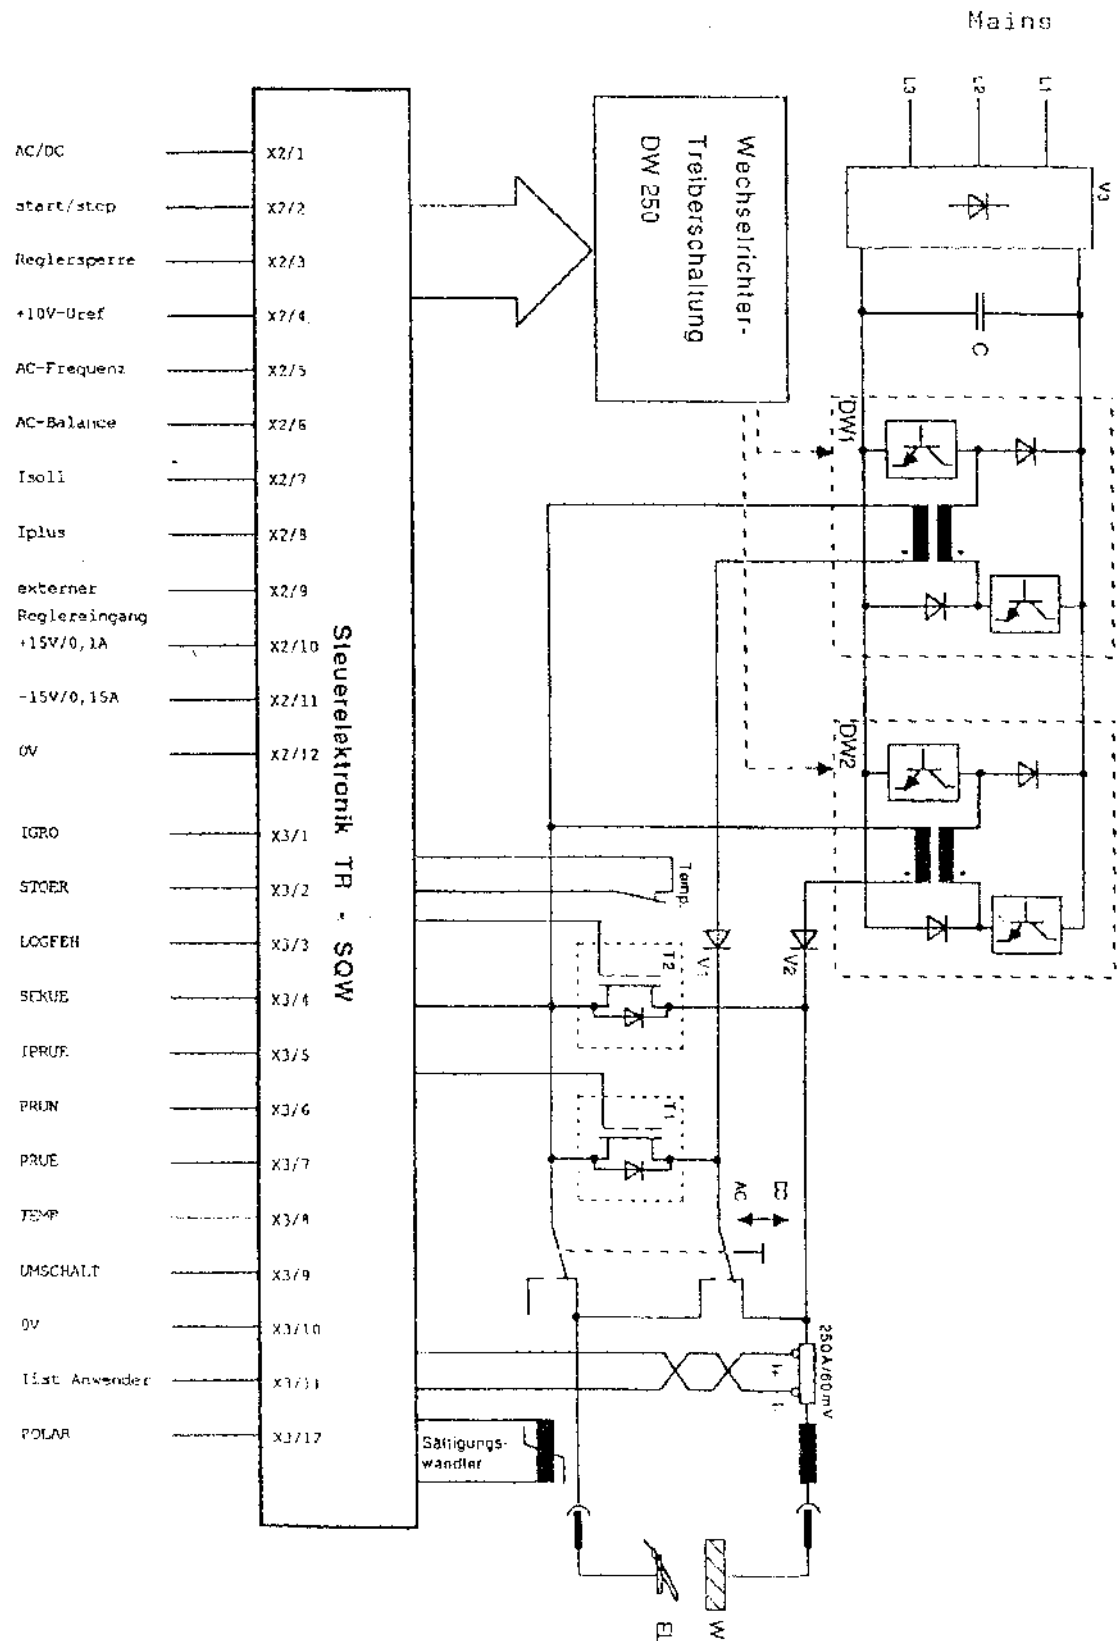 Mains
L3
L2
L1
V3
Wechselrichter-
Treiberschaltung
DW 250
C
AC/DC
X2/1
start/stop
X2/2
Reglersperre
X2/3
+10V-Uref
X2/4
AC-Frequenz
X2/5
AC-Balance
X2/6
Isoll
X2/7
Iplus
X2/8
externer
Reglereingang
X2/9
+15V/0,1A
X2/10
-15V/0,15A
X2/11
0V
X2/12
Steuerelektronik TR - SQW
IGRO
X3/1
STOER
X3/2
LOGFEH
X3/3
SEKUE
X3/4
IPRUE
X3/5
PRUN
X3/6
PRUE
X3/7
TEMP
X3/8
UMSCHALT
X3/9
0V
X3/10
Iist Anwender
X3/11
POLAR
X3/12
DW1
DW2
Temp.
V1
V2
T2
T1
AC
DC
250A/60mV
I+
I-
Sättigungs-
wandler
EL
W